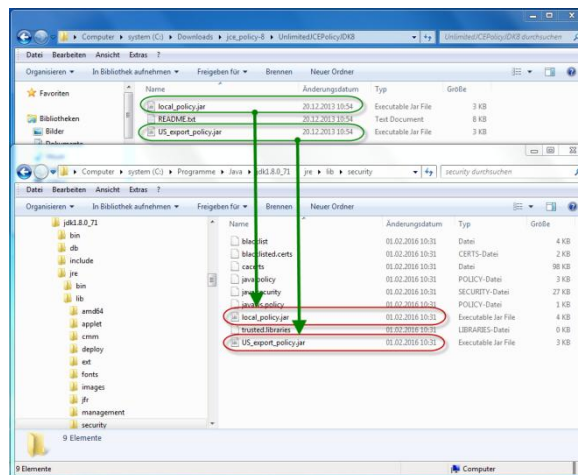 Computer ▸ system (C:) ▸ Downloads ▸ jce_policy-8 ▸ UnlimitedJCEPolicyJDK8
UnlimitedJCEPolicyJDK8 durchsuchen
Datei Bearbeiten Ansicht Extras ?
Organisieren In Bibliothek aufnehmen Freigeben für Brennen Neuer Ordner
Favoriten
Bibliotheken
Bilder
Dokumente
Name Änderungsdatum Typ Größe
local_policy.jar 20.12.2013 10:54 Executable Jar File 3 KB
README.txt 20.12.2013 10:54 Text Document 8 KB
US_export_policy.jar 20.12.2013 10:54 Executable Jar File 3 KB
Computer ▸ system (C:) ▸ Programme ▸ Java ▸ jdk1.8.0_71 ▸ jre ▸ lib ▸ security
security durchsuchen
Datei Bearbeiten Ansicht Extras ?
Organisieren In Bibliothek aufnehmen Freigeben für Brennen Neuer Ordner
jdk1.8.0_71
bin
db
include
jre
bin
lib
amd64
applet
cmm
deploy
ext
fonts
images
jfr
management
security
Name Änderungsdatum Typ Größe
blacklist 01.02.2016 10:31 Datei 4 KB
blacklisted.certs 01.02.2016 10:31 CERTS-Datei 2 KB
cacerts 01.02.2016 10:31 Datei 98 KB
java.policy 01.02.2016 10:31 POLICY-Datei 3 KB
java.security 01.02.2016 10:31 SECURITY-Datei 27 KB
javaws.policy 01.02.2016 10:31 POLICY-Datei 1 KB
local_policy.jar 01.02.2016 10:31 Executable Jar File 4 KB
trusted.libraries 01.02.2016 10:31 LIBRARIES-Datei 0 KB
US_export_policy.jar 01.02.2016 10:31 Executable Jar File 3 KB
9 Elemente
9 Elemente
Computer